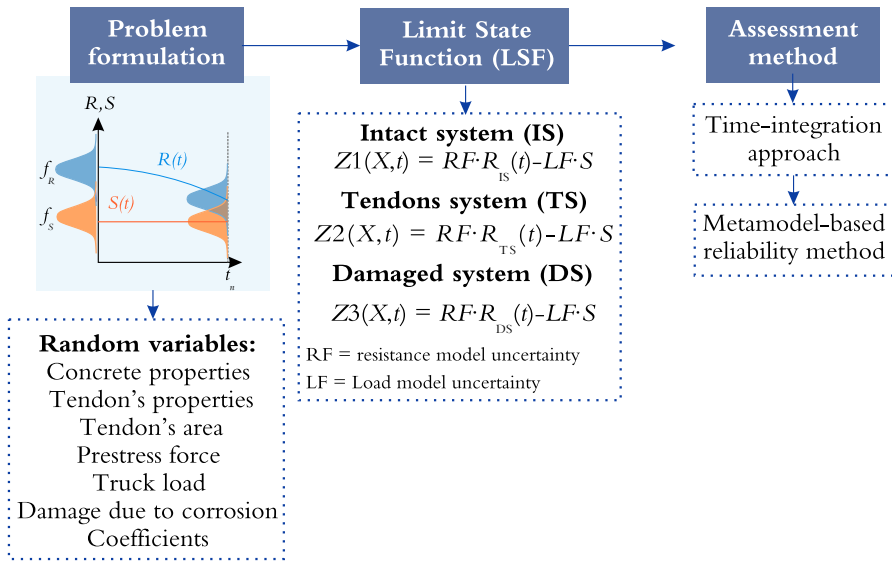 Problem
formulation
R, S
f_R
R(t)
f_S
S(t)
t_n
Random variables:
Concrete properties
Tendon's properties
Tendon's area
Prestress force
Truck load
Damage due to corrosion
Coefficients
Limit State
Function (LSF)
Intact system (IS)
Z1(X,t) = RF·R_IS(t)-LF·S
Tendons system (TS)
Z2(X,t) = RF·R_TS(t)-LF·S
Damaged system (DS)
Z3(X,t) = RF·R_DS(t)-LF·S
RF = resistance model uncertainty
LF = Load model uncertainty
Assessment
method
Time-integration
approach
Metamodel-based
reliability method